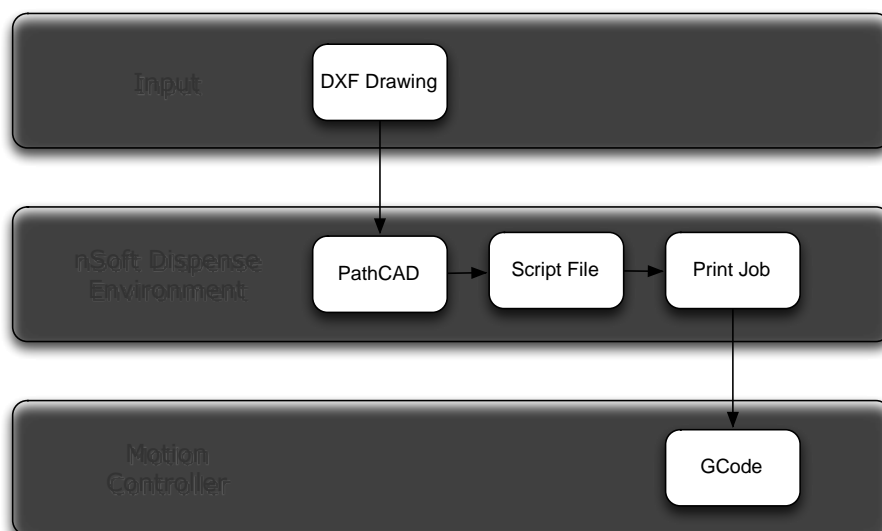 Input
DXF Drawing
nSoft Dispense
Environment
PathCAD
Script File
Print Job
Motion
Controller
GCode